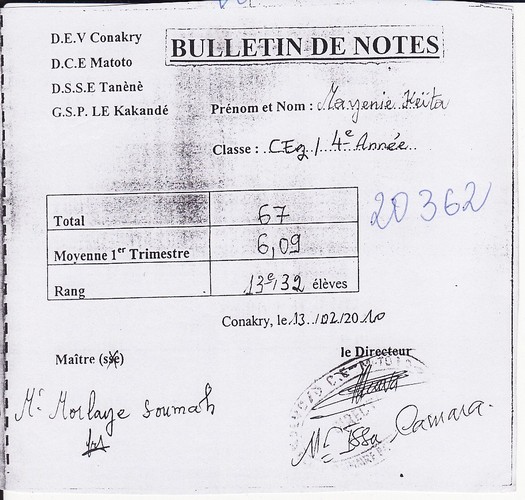 D.E.V Conakry
D.C.E Matoto
D.S.S.E Tanènè
G.S.P. LE Kakandé
BULLETIN DE NOTES
Prénom et Nom : Mayenie Keïta
Classe : CE2 / 4e Année
20362
Total 67
Moyenne 1er Trimestre 6,09
Rang 13e/32 élèves
Conakry, le 13../02/2010
Maître (sse)
le Directeur
Mr Morlaye Soumah
Mr Issa Camara.